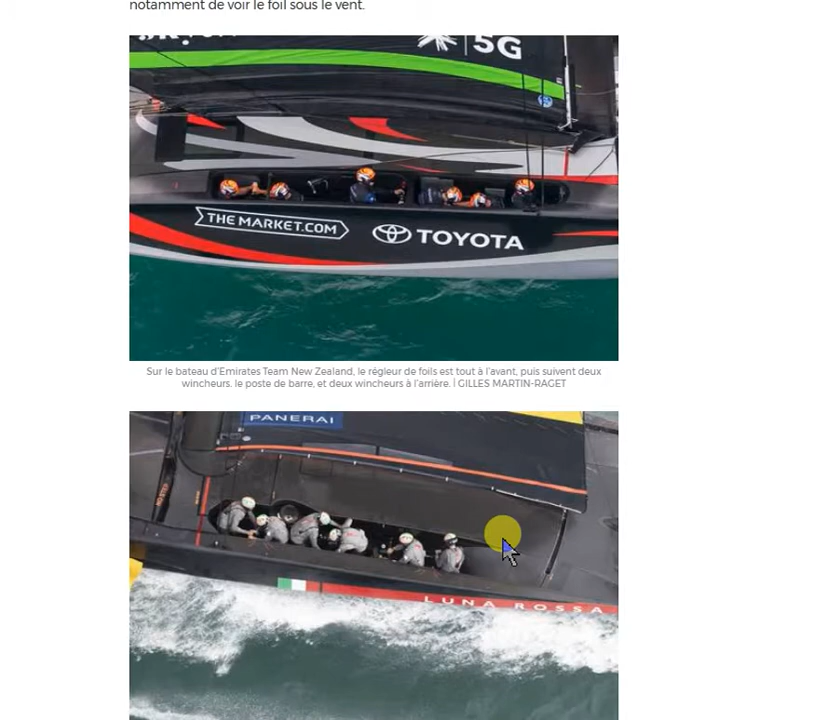 notamment de voir le foil sous le vent.
5G
THE MARKET.COM
TOYOTA
Sur le bateau d'Emirates Team New Zealand, le régleur de foils est tout à l'avant, puis suivent deux
wincheurs. le poste de barre, et deux wincheurs à l'arrière. | GILLES MARTIN-RAGET
PANERAI
LUNA ROSSA